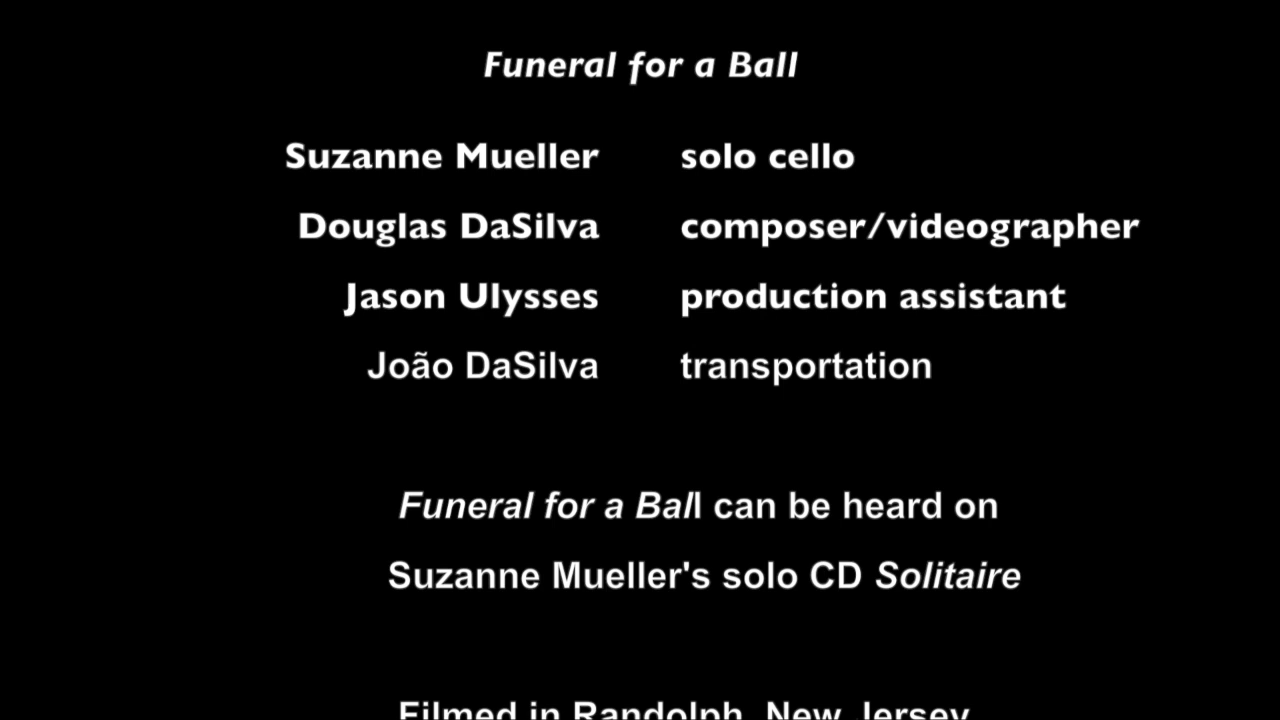 Funeral for a Ball
Suzanne Mueller solo cello
Douglas DaSilva composer/videographer
Jason Ulysses production assistant
João DaSilva transportation
Funeral for a Ball can be heard on
Suzanne Mueller's solo CD Solitaire
Filmed in Randolph, New Jersey